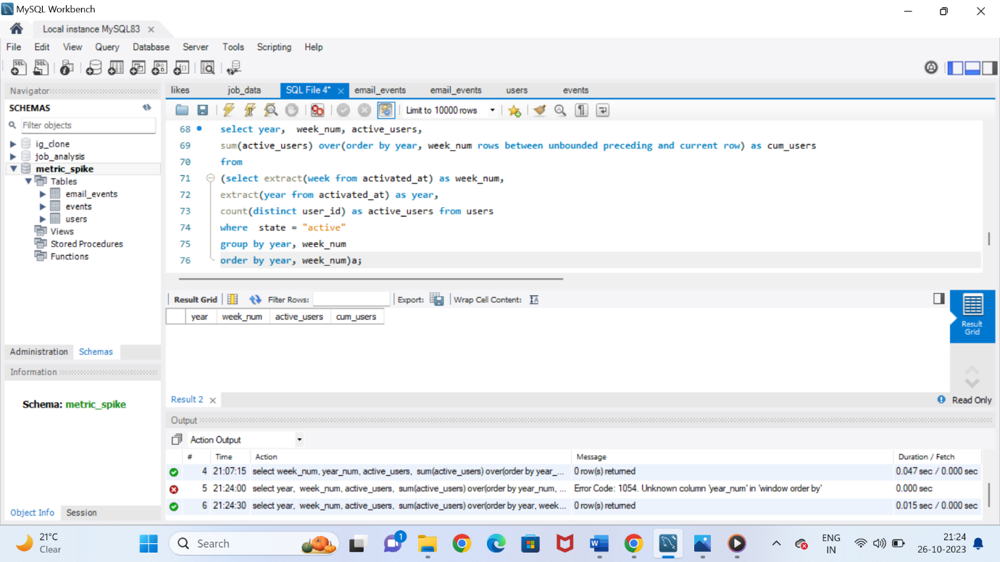 MySQL Workbench
Local instance MySQL83
File Edit View Query Database Server Tools Scripting Help
Navigator
SCHEMAS
Filter objects
ig_clone
job_analysis
metric_spike
Tables
email_events
events
users
Views
Stored Procedures
Functions
Administration Schemas
Information
Schema: metric_spike
Object Info Session
likes job_data SQL File 4* email_events email_events users events
Limit to 10000 rows
68 select year,  week_num, active_users,
69 sum(active_users) over(order by year, week_num rows between unbounded preceding and current row) as cum_users
70 from
71 (select extract(week from activated_at) as week_num,
72 extract(year from activated_at) as year,
73 count(distinct user_id) as active_users from users
74 where  state = "active"
75 group by year, week_num
76 order by year, week_num)a;
Result Grid Filter Rows: Export: Wrap Cell Content:
year week_num active_users cum_users
Result Grid
Result 2
Read Only
Output
Action Output
# Time Action Message Duration / Fetch
4 21:07:15 select week_num, year_num, active_users,  sum(active_users) over(order by year_... 0 row(s) returned 0.047 sec / 0.000 sec
5 21:24:00 select year,  week_num, active_users,  sum(active_users) over(order by year_num, ... Error Code: 1054. Unknown column 'year_num' in 'window order by' 0.000 sec
6 21:24:30 select year,  week_num, active_users,  sum(active_users) over(order by year, week... 0 row(s) returned 0.015 sec / 0.000 sec
21°C
Clear
Search
1
ENG
IN
21:24
26-10-2023